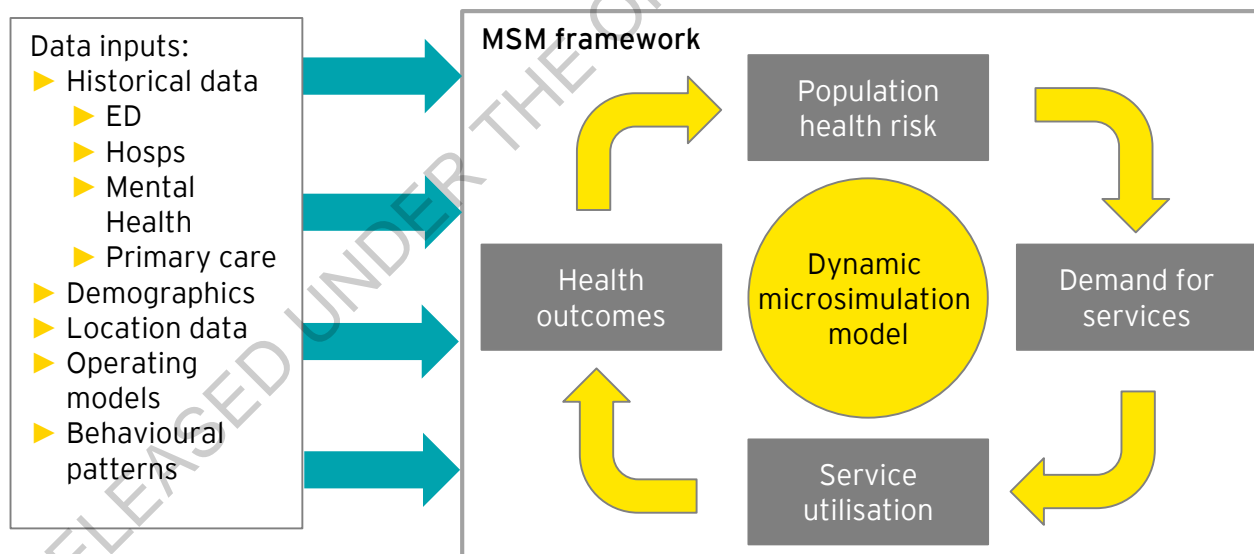 Data inputs:
► Historical data
► ED
► Hosps
► Mental
Health
► Primary care
► Demographics
► Location data
► Operating
models
► Behavioural
patterns
MSM framework
Population
health risk
Health
outcomes
Dynamic
microsimulation
model
Demand for
services
Service
utilisation
ELEASED UNDER THE O